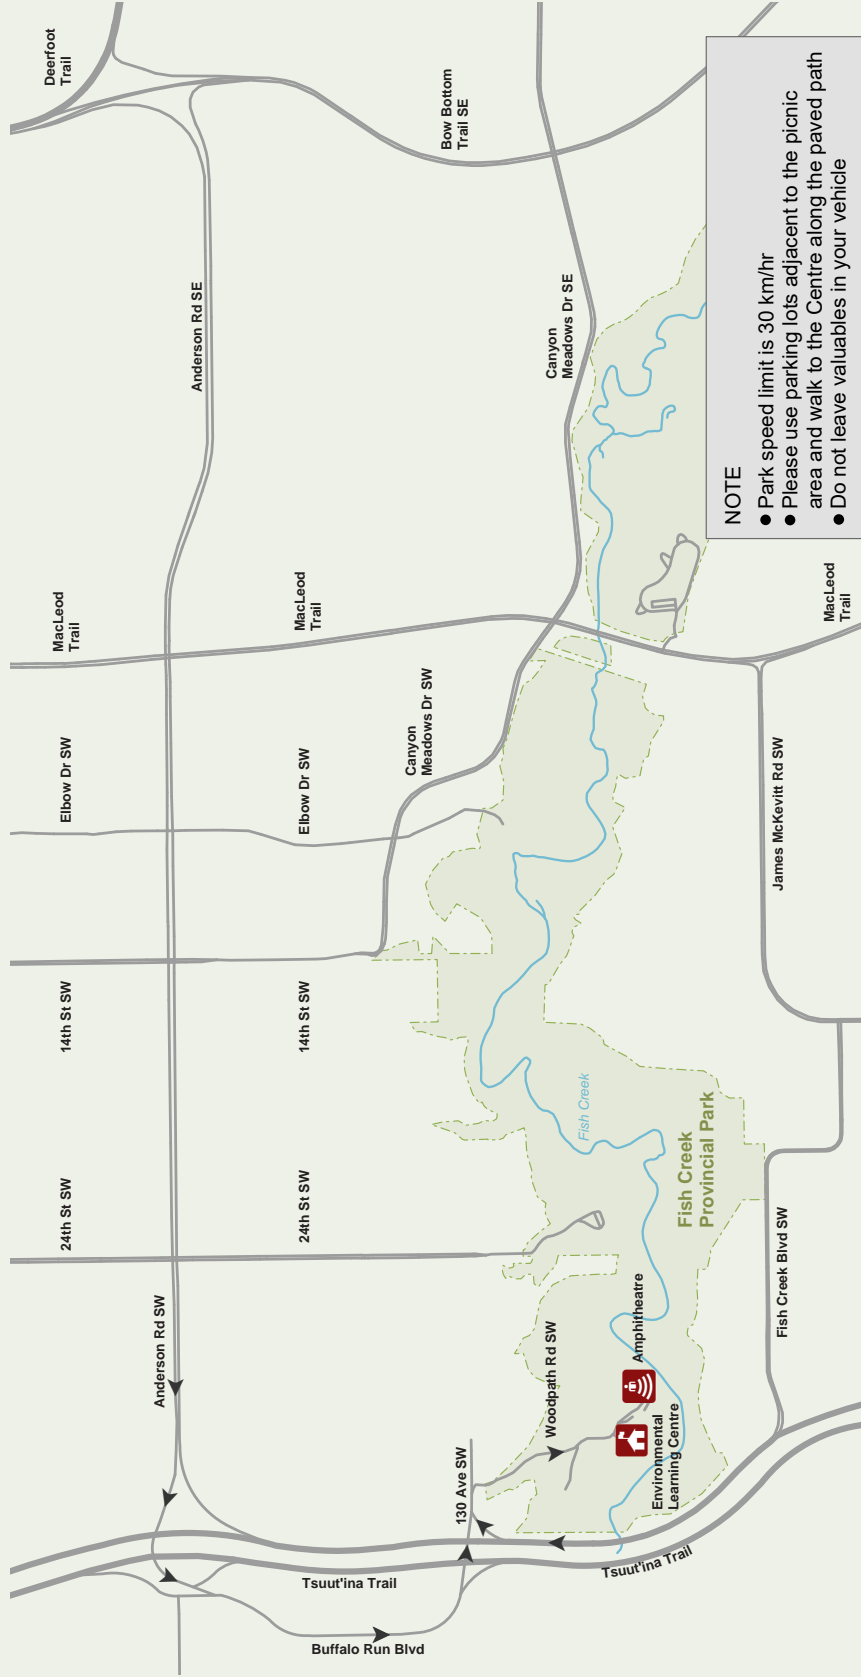 Deerfoot
Trail
Bow Bottom
Trail SE
Anderson Rd SE
Canyon
Meadows Dr SE
MacLeod
Trail
MacLeod
Trail
MacLeod
Trail
Elbow Dr SW
Elbow Dr SW
Canyon
Meadows Dr SW
James McKevitt Rd SW
14th St SW
14th St SW
Fish Creek
Fish Creek
Provincial Park
24th St SW
24th St SW
Fish Creek Blvd SW
Anderson Rd SW
Woodpath Rd SW
Amphitheatre
Environmental
Learning Centre
130 Ave SW
Tsuut'ina Trail
Tsuut'ina Trail
Buffalo Run Blvd
NOTE
● Park speed limit is 30 km/hr
● Please use parking lots adjacent to the picnic
area and walk to the Centre along the paved path
● Do not leave valuables in your vehicle